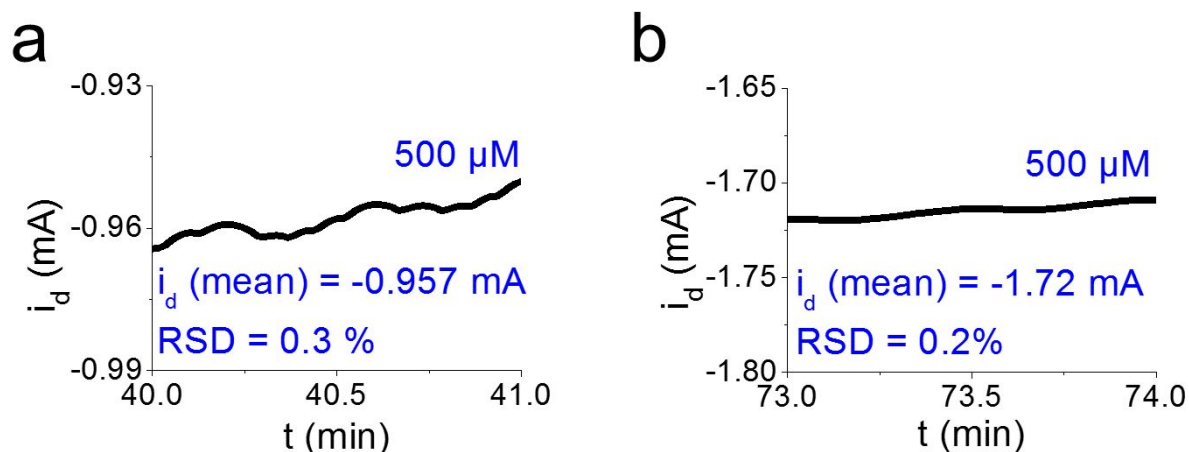 a
-0.93
-0.96
-0.99
i_d (mA)
500 µM
i_d (mean) = -0.957 mA
RSD = 0.3 %
40.0 40.5 41.0
t (min)
b
-1.65
-1.70
-1.75
-1.80
i_d (mA)
500 µM
i_d (mean) = -1.72 mA
RSD = 0.2%
73.0 73.5 74.0
t (min)